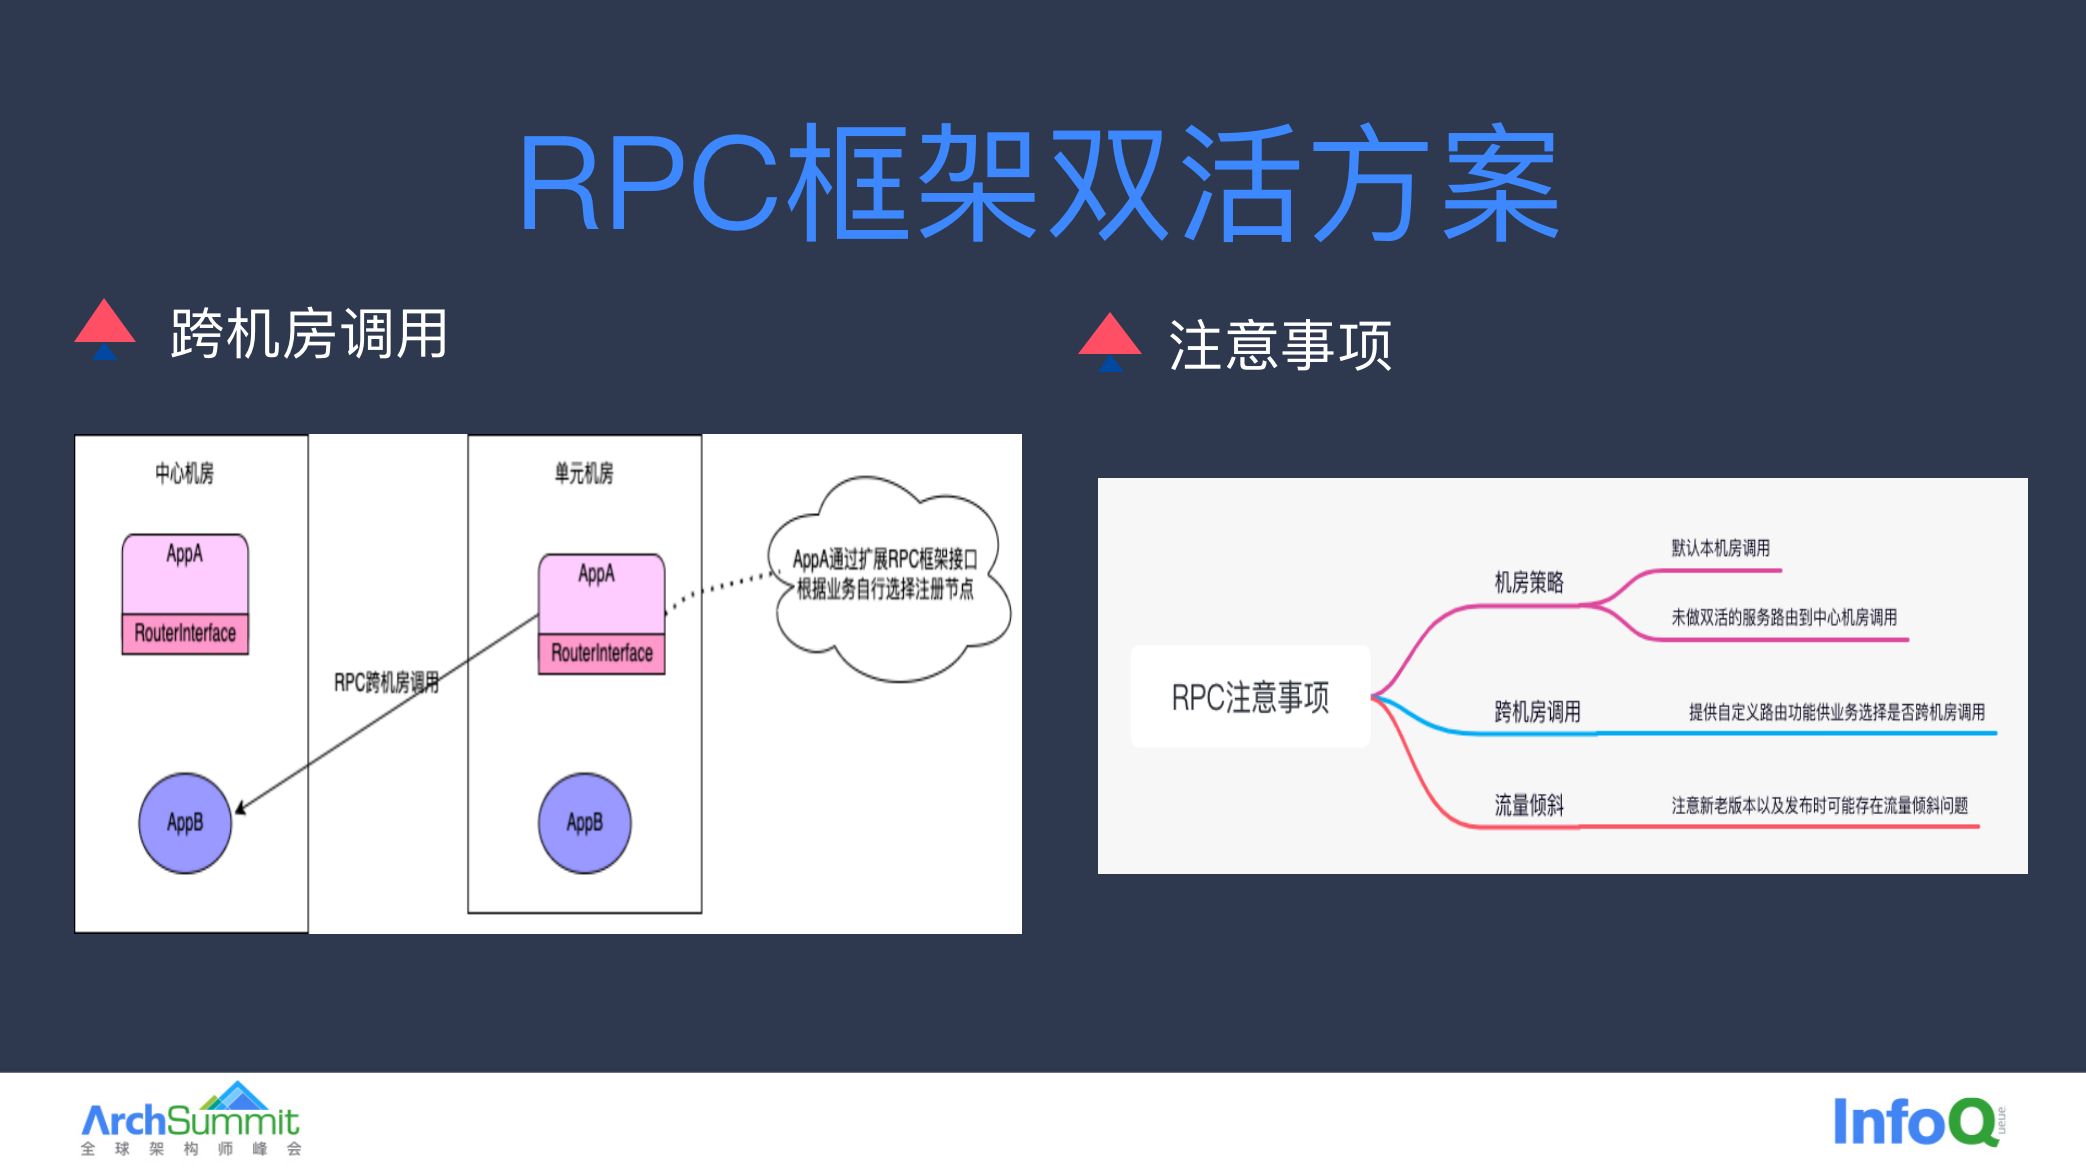 RPC框架双活方案
跨机房调用
中心机房
AppA
RouterInterface
RPC跨机房调用
AppB
单元机房
AppA
RouterInterface
AppB
AppA通过扩展RPC框架接口
根据业务自行选择注册节点
注意事项
RPC注意事项
机房策略
默认本机房调用
未做双活的服务路由到中心机房调用
跨机房调用
提供自定义路由功能供业务选择是否跨机房调用
流量倾斜
注意新老版本以及发布时可能存在流量倾斜问题
ArchSummit
全球架构师峰会
InfoQ